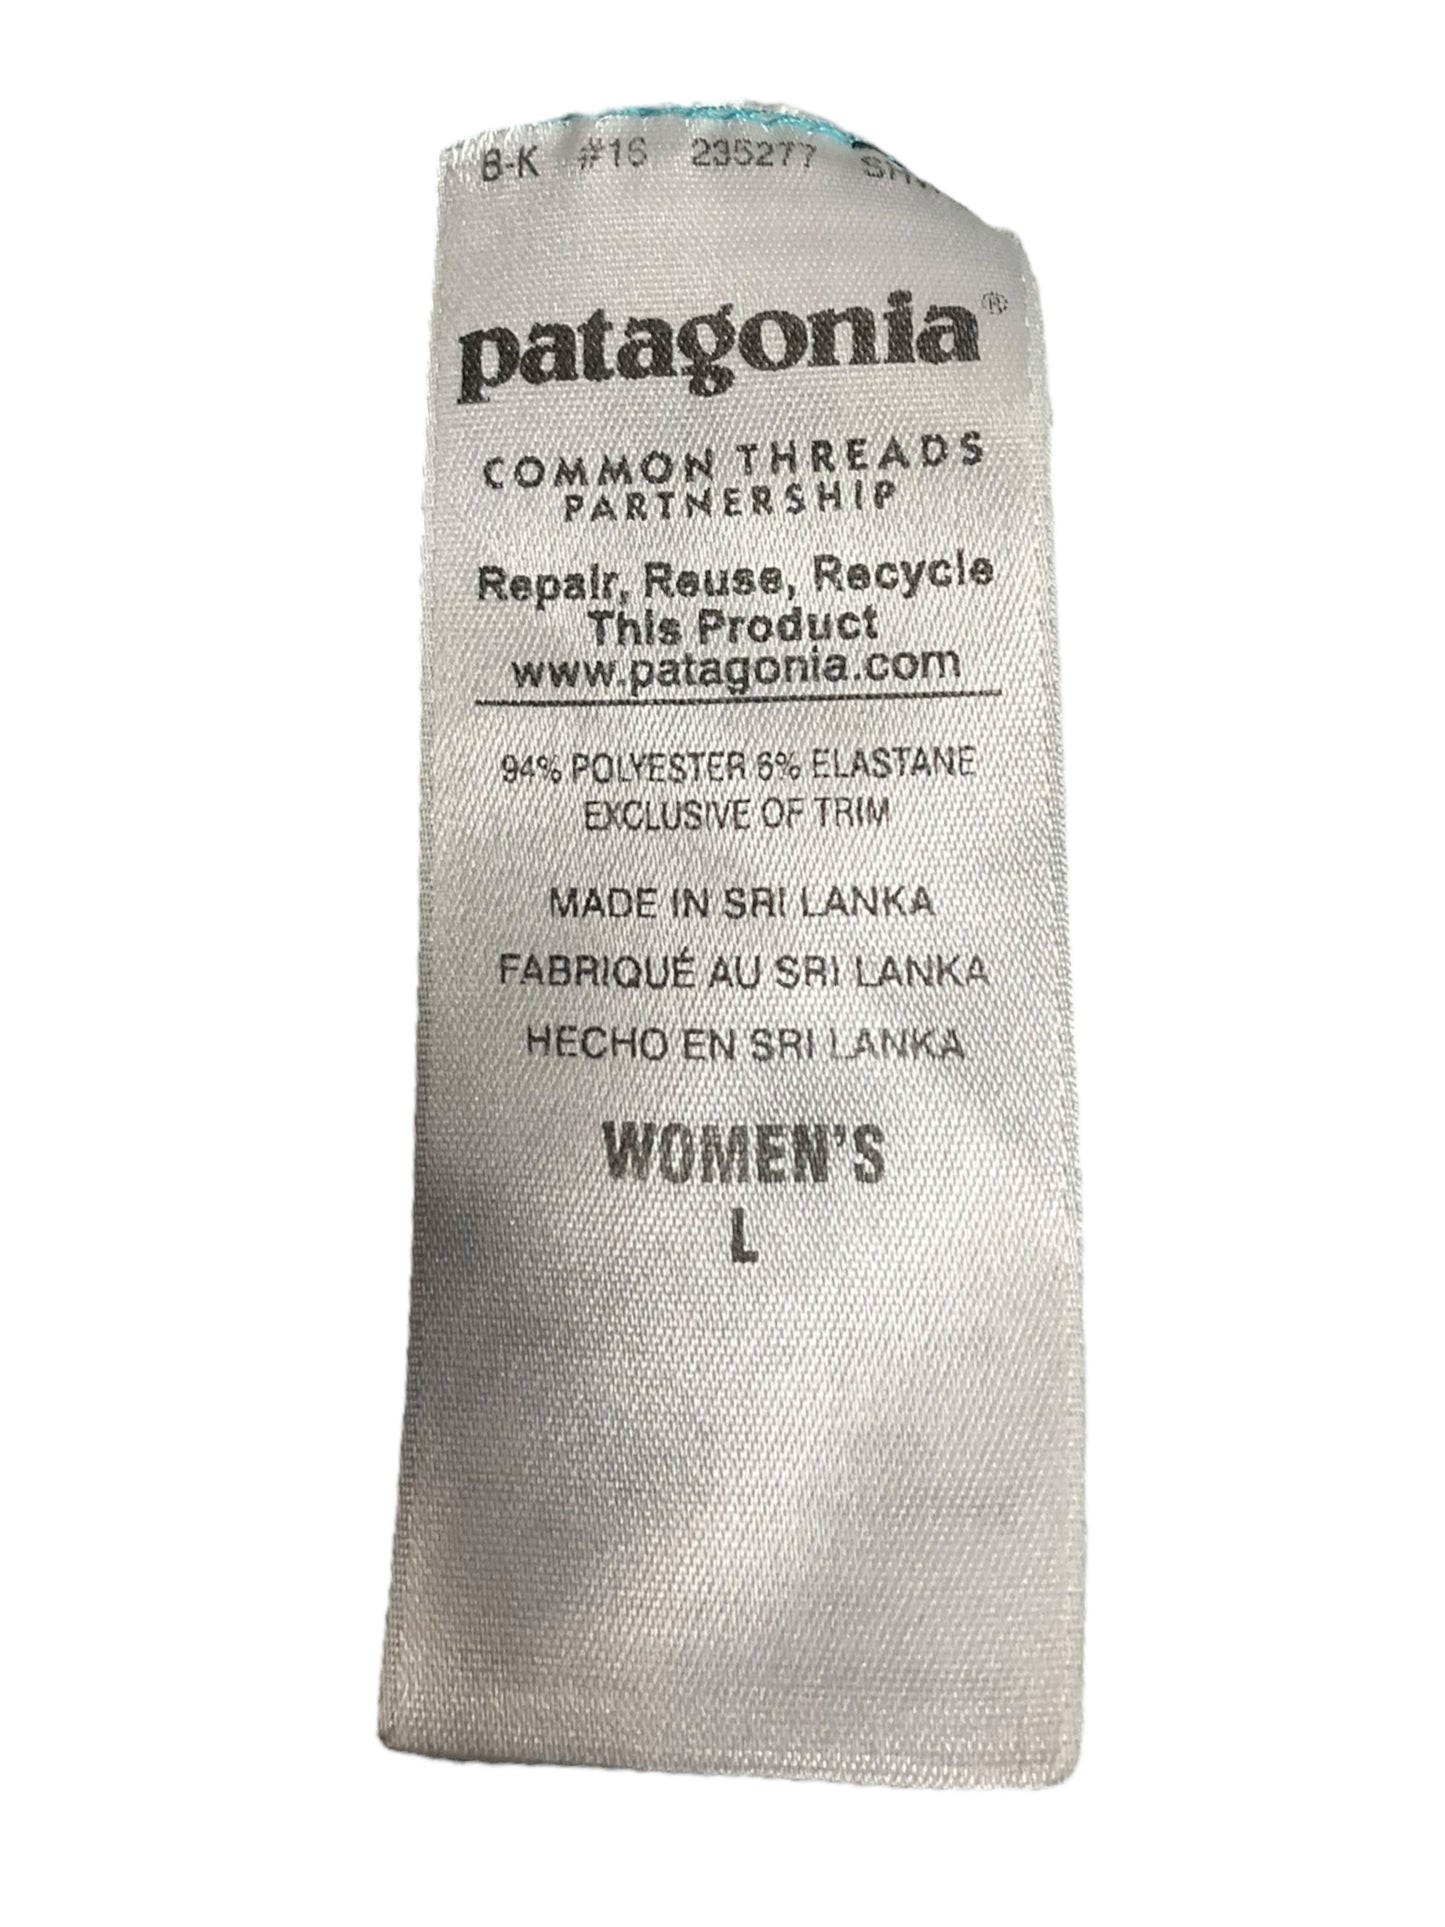 B-K #16 235277
patagonia®
COMMON THREADS
PARTNERSHIP
Repair, Reuse, Recycle
This Product
www.patagonia.com
94% POLYESTER 6% ELASTANE
EXCLUSIVE OF TRIM
MADE IN SRI LANKA
FABRIQUÉ AU SRI LANKA
HECHO EN SRI LANKA
WOMEN'S
L